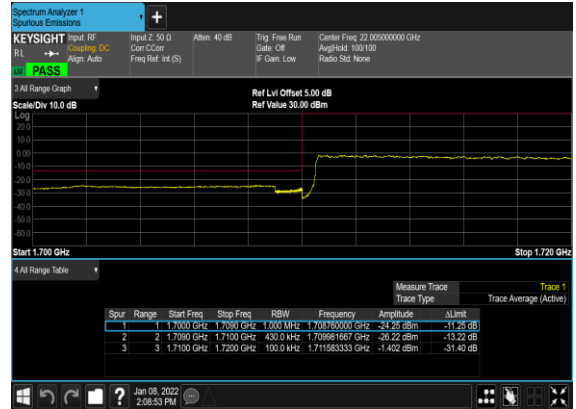 Spectrum Analyzer 1
Spurious Emissions
KEYSIGHT Input: RF Input Z: 50 Ω Atten: 40 dB Trig: Free Run Center Freq: 22.005000000 GHz
RL Coupling: DC Corr CCorr Gate: Off Avg|Hold: 100/100
Align: Auto Freq Ref: Int (S) IF Gain: Low Radio Std: None
PASS
3 All Range Graph Ref Lvl Offset 5.00 dB
Scale/Div 10.0 dB Ref Value 30.00 dBm
Log
20.0
10.0
0.00
-10.0
-20.0
-30.0
-40.0
-50.0
-60.0
Start 1.700 GHz Stop 1.720 GHz
4 All Range Table
Measure Trace Trace 1
Trace Type Trace Average (Active)
Spur Range Start Freq Stop Freq RBW Frequency Amplitude ΔLimit
1 1 1.7000 GHz 1.7090 GHz 1.000 MHz 1.708760000 GHz -24.25 dBm -11.25 dB
2 2 1.7090 GHz 1.7100 GHz 430.0 kHz 1.709981667 GHz -26.22 dBm -13.22 dB
3 3 1.7100 GHz 1.7200 GHz 100.0 kHz 1.711583333 GHz -1.402 dBm -31.40 dB
? Jan 08, 2022
2:08:53 PM